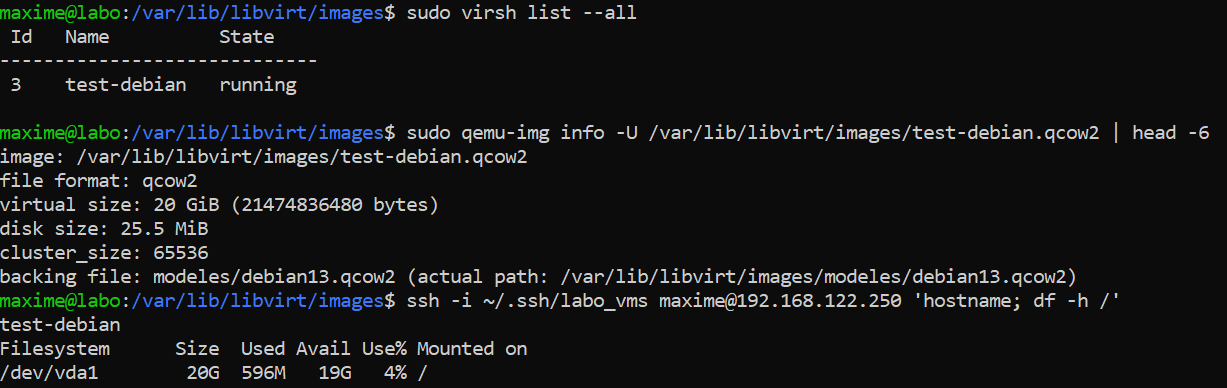 maxime@labo:/var/lib/libvirt/images$ sudo virsh list --all
 Id   Name          State
-----------------------------
 3    test-debian   running

maxime@labo:/var/lib/libvirt/images$ sudo qemu-img info -U /var/lib/libvirt/images/test-debian.qcow2 | head -6
image: /var/lib/libvirt/images/test-debian.qcow2
file format: qcow2
virtual size: 20 GiB (21474836480 bytes)
disk size: 25.5 MiB
cluster_size: 65536
backing file: modeles/debian13.qcow2 (actual path: /var/lib/libvirt/images/modeles/debian13.qcow2)
maxime@labo:/var/lib/libvirt/images$ ssh -i ~/.ssh/labo_vms maxime@192.168.122.250 'hostname; df -h /'
test-debian
Filesystem      Size  Used Avail Use% Mounted on
/dev/vda1        20G  596M   19G   4% /